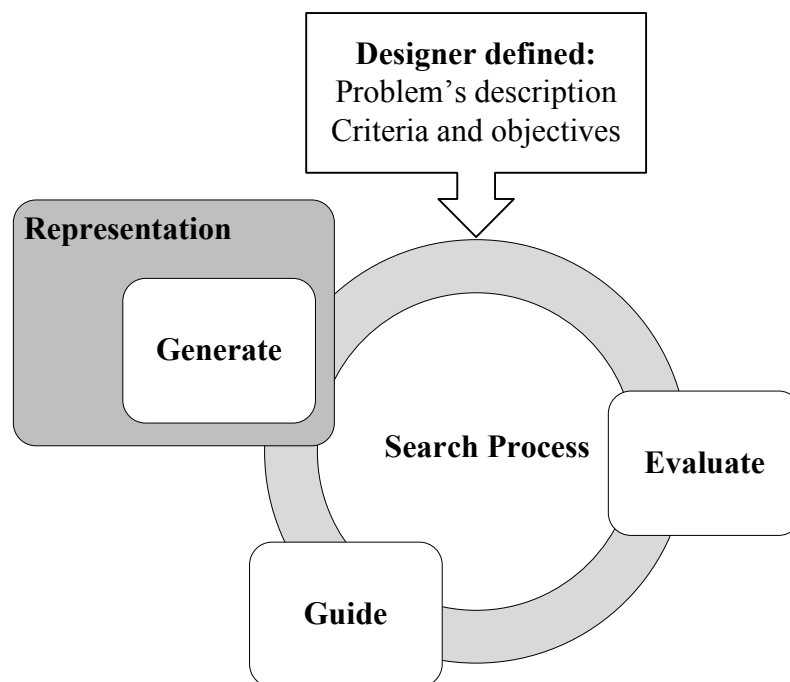 Designer defined:
Problem’s description
Criteria and objectives
Representation
Generate
Search Process
Evaluate
Guide